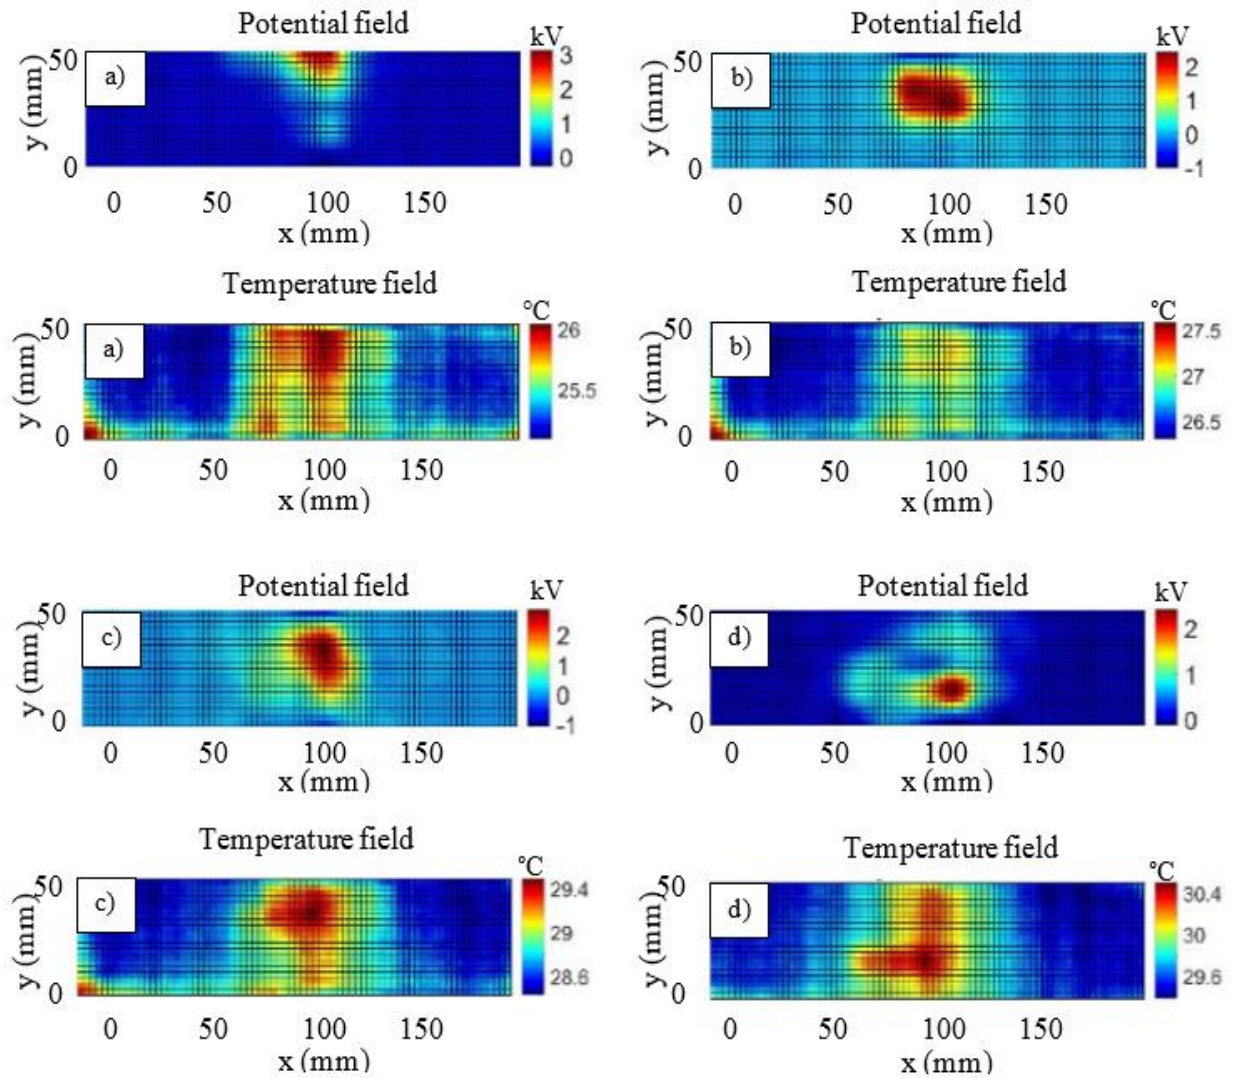 Potential field
kV
a)
y (mm)
50
0
3
2
1
0
0 50 100 150
x (mm)
Potential field
kV
b)
y (mm)
50
0
2
1
0
-1
0 50 100 150
x (mm)
Temperature field
°C
a)
y (mm)
50
0
26
25.5
0 50 100 150
x (mm)
Temperature field
°C
b)
y (mm)
50
0
27.5
27
26.5
0 50 100 150
x (mm)
Potential field
kV
c)
y (mm)
50
0
2
1
0
-1
0 50 100 150
x (mm)
Potential field
kV
d)
y (mm)
50
0
2
1
0
0 50 100 150
x (mm)
Temperature field
°C
c)
y (mm)
50
0
29.4
29
28.6
0 50 100 150
x (mm)
Temperature field
°C
d)
y (mm)
50
0
30.4
30
29.6
0 50 100 150
x (mm)